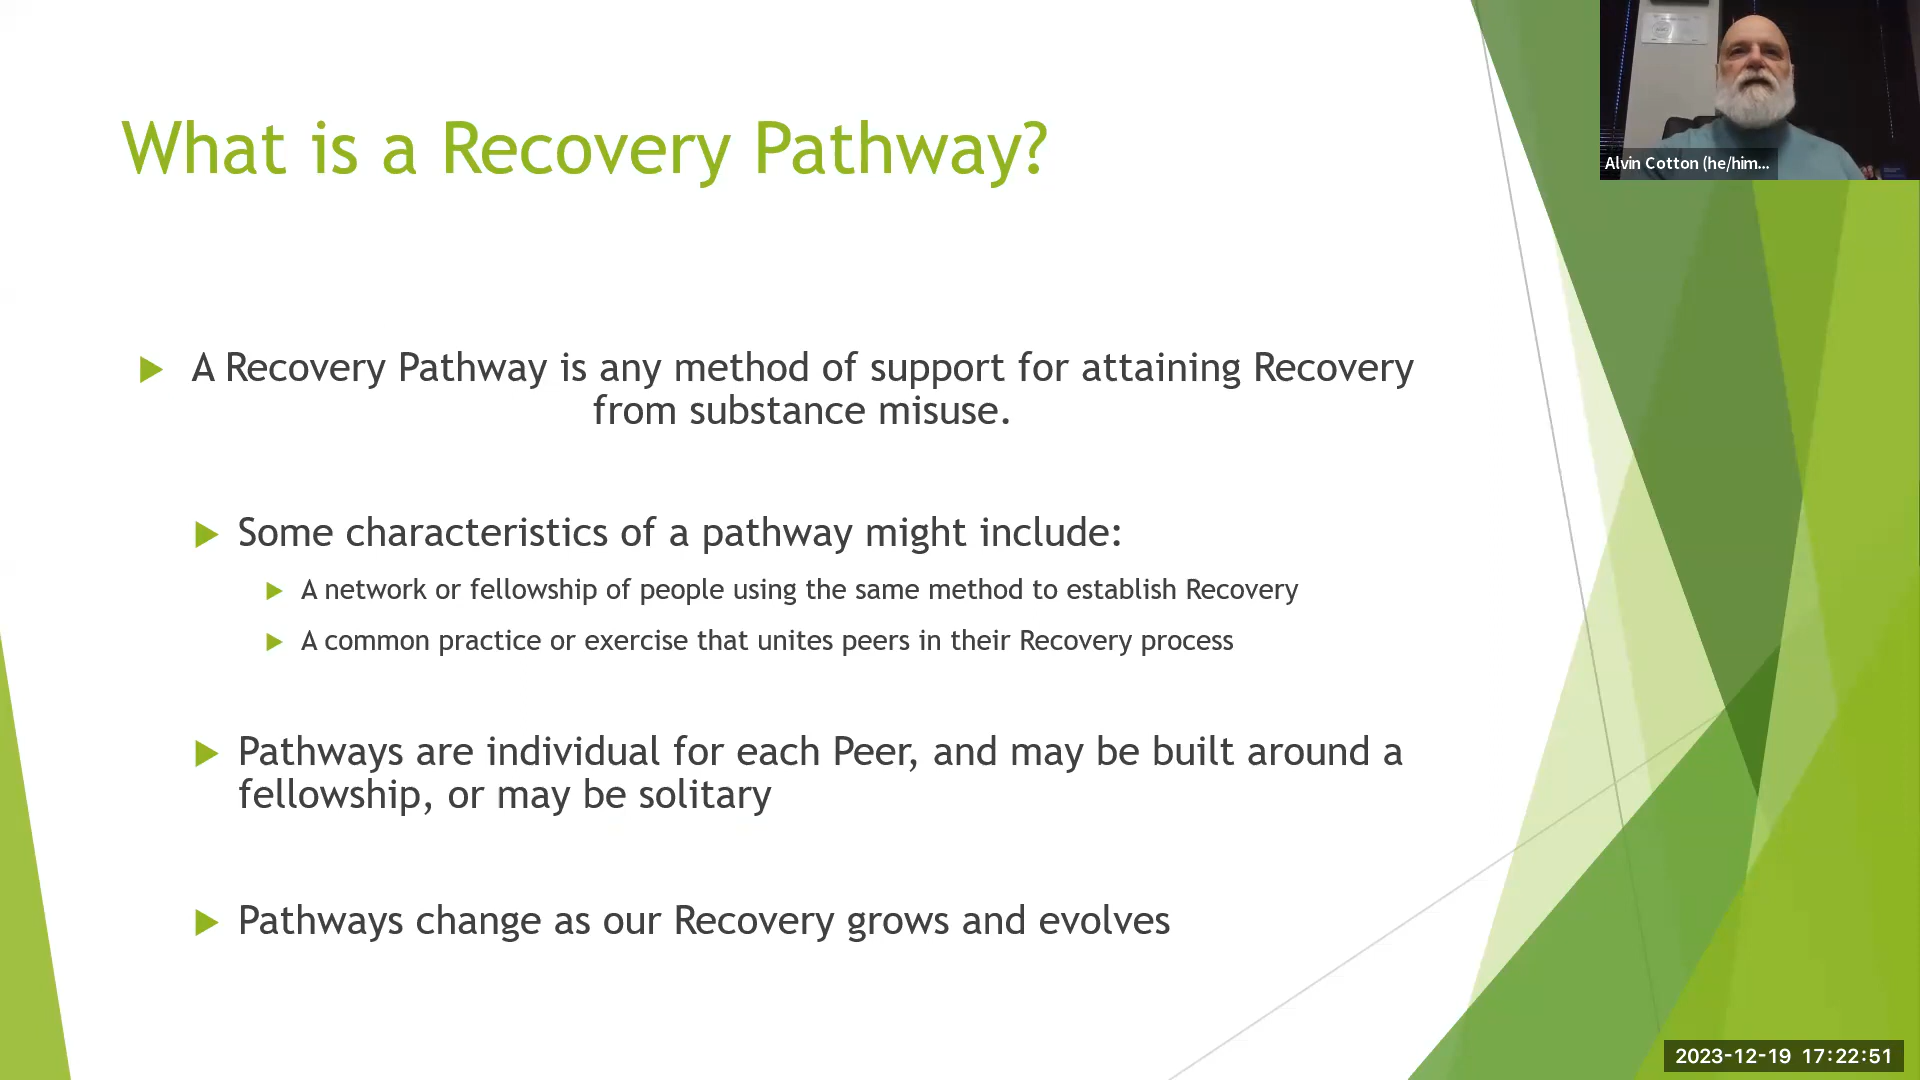 What is a Recovery Pathway?
A Recovery Pathway is any method of support for attaining Recovery
from substance misuse.
Some characteristics of a pathway might include:
A network or fellowship of people using the same method to establish Recovery
A common practice or exercise that unites peers in their Recovery process
Pathways are individual for each Peer, and may be built around a
fellowship, or may be solitary
Pathways change as our Recovery grows and evolves
Alvin Cotton (he/him...
2023-12-19 17:22:51